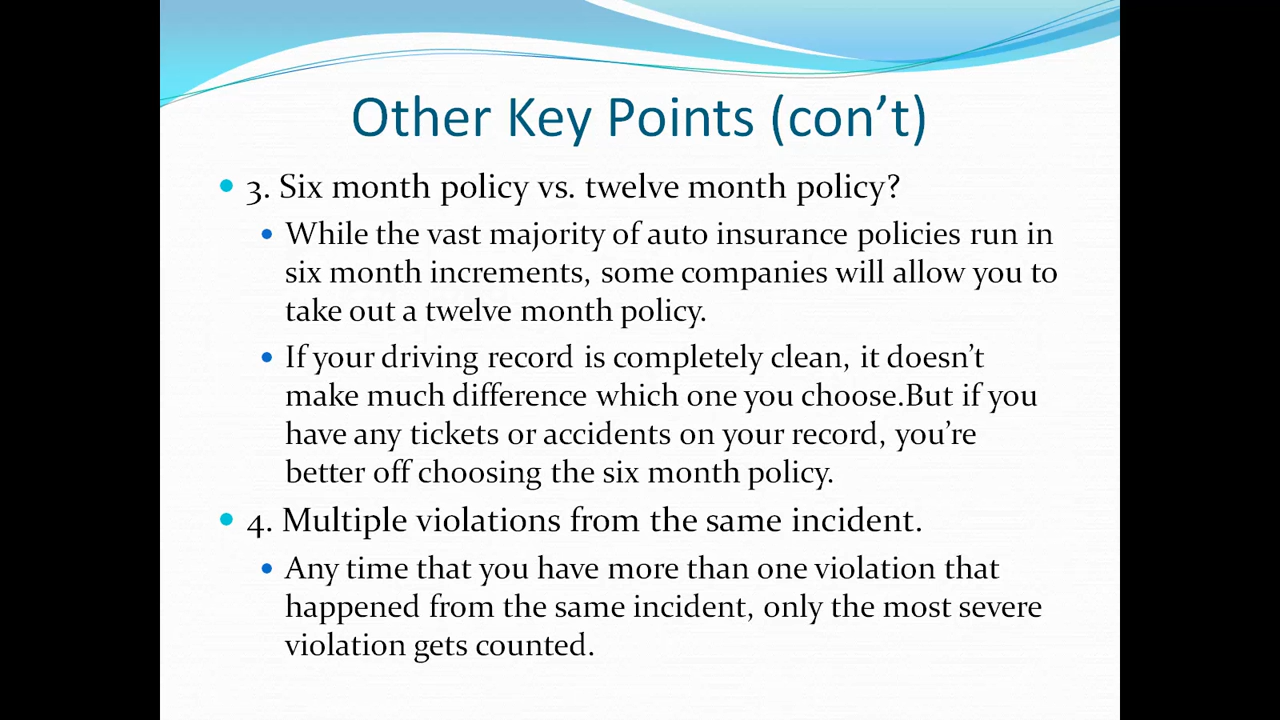 Other Key Points (con’t)
• 3. Six month policy vs. twelve month policy?
• While the vast majority of auto insurance policies run in
six month increments, some companies will allow you to
take out a twelve month policy.
• If your driving record is completely clean, it doesn’t
make much difference which one you choose.But if you
have any tickets or accidents on your record, you’re
better off choosing the six month policy.
• 4. Multiple violations from the same incident.
• Any time that you have more than one violation that
happened from the same incident, only the most severe
violation gets counted.